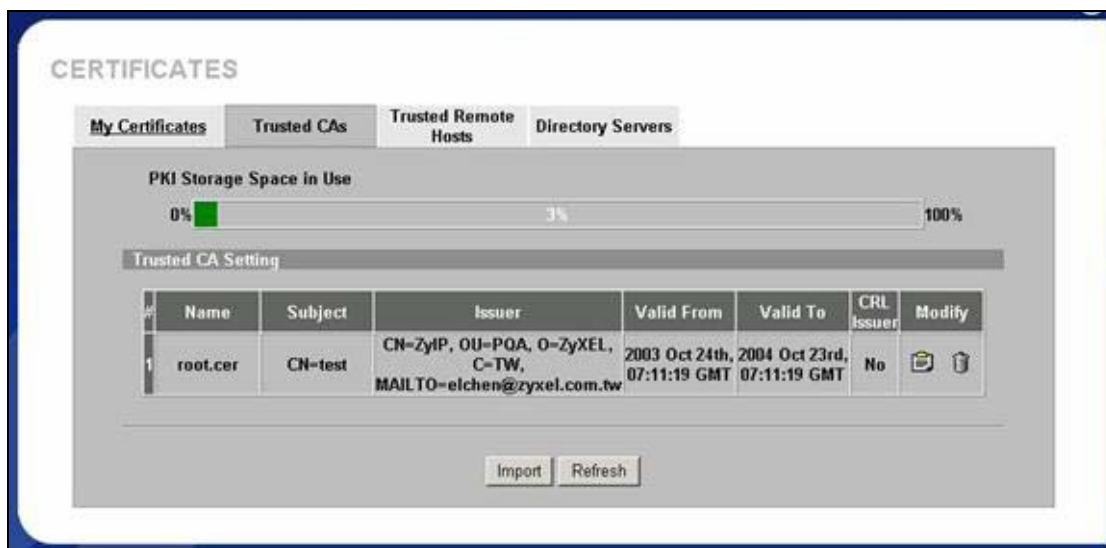 CERTIFICATES
My Certificates
Trusted CAs
Trusted Remote
Hosts
Directory Servers
PKI Storage Space in Use
0%
3%
100%
Trusted CA Setting
#
Name
Subject
Issuer
Valid From
Valid To
CRL
Issuer
Modify
1
root.cer
CN=test
CN=ZyIP, OU=PQA, O=ZyXEL,
C=TW,
MAILTO=elchen@zyxel.com.tw
2003 Oct 24th,
07:11:19 GMT
2004 Oct 23rd,
07:11:19 GMT
No
Import
Refresh